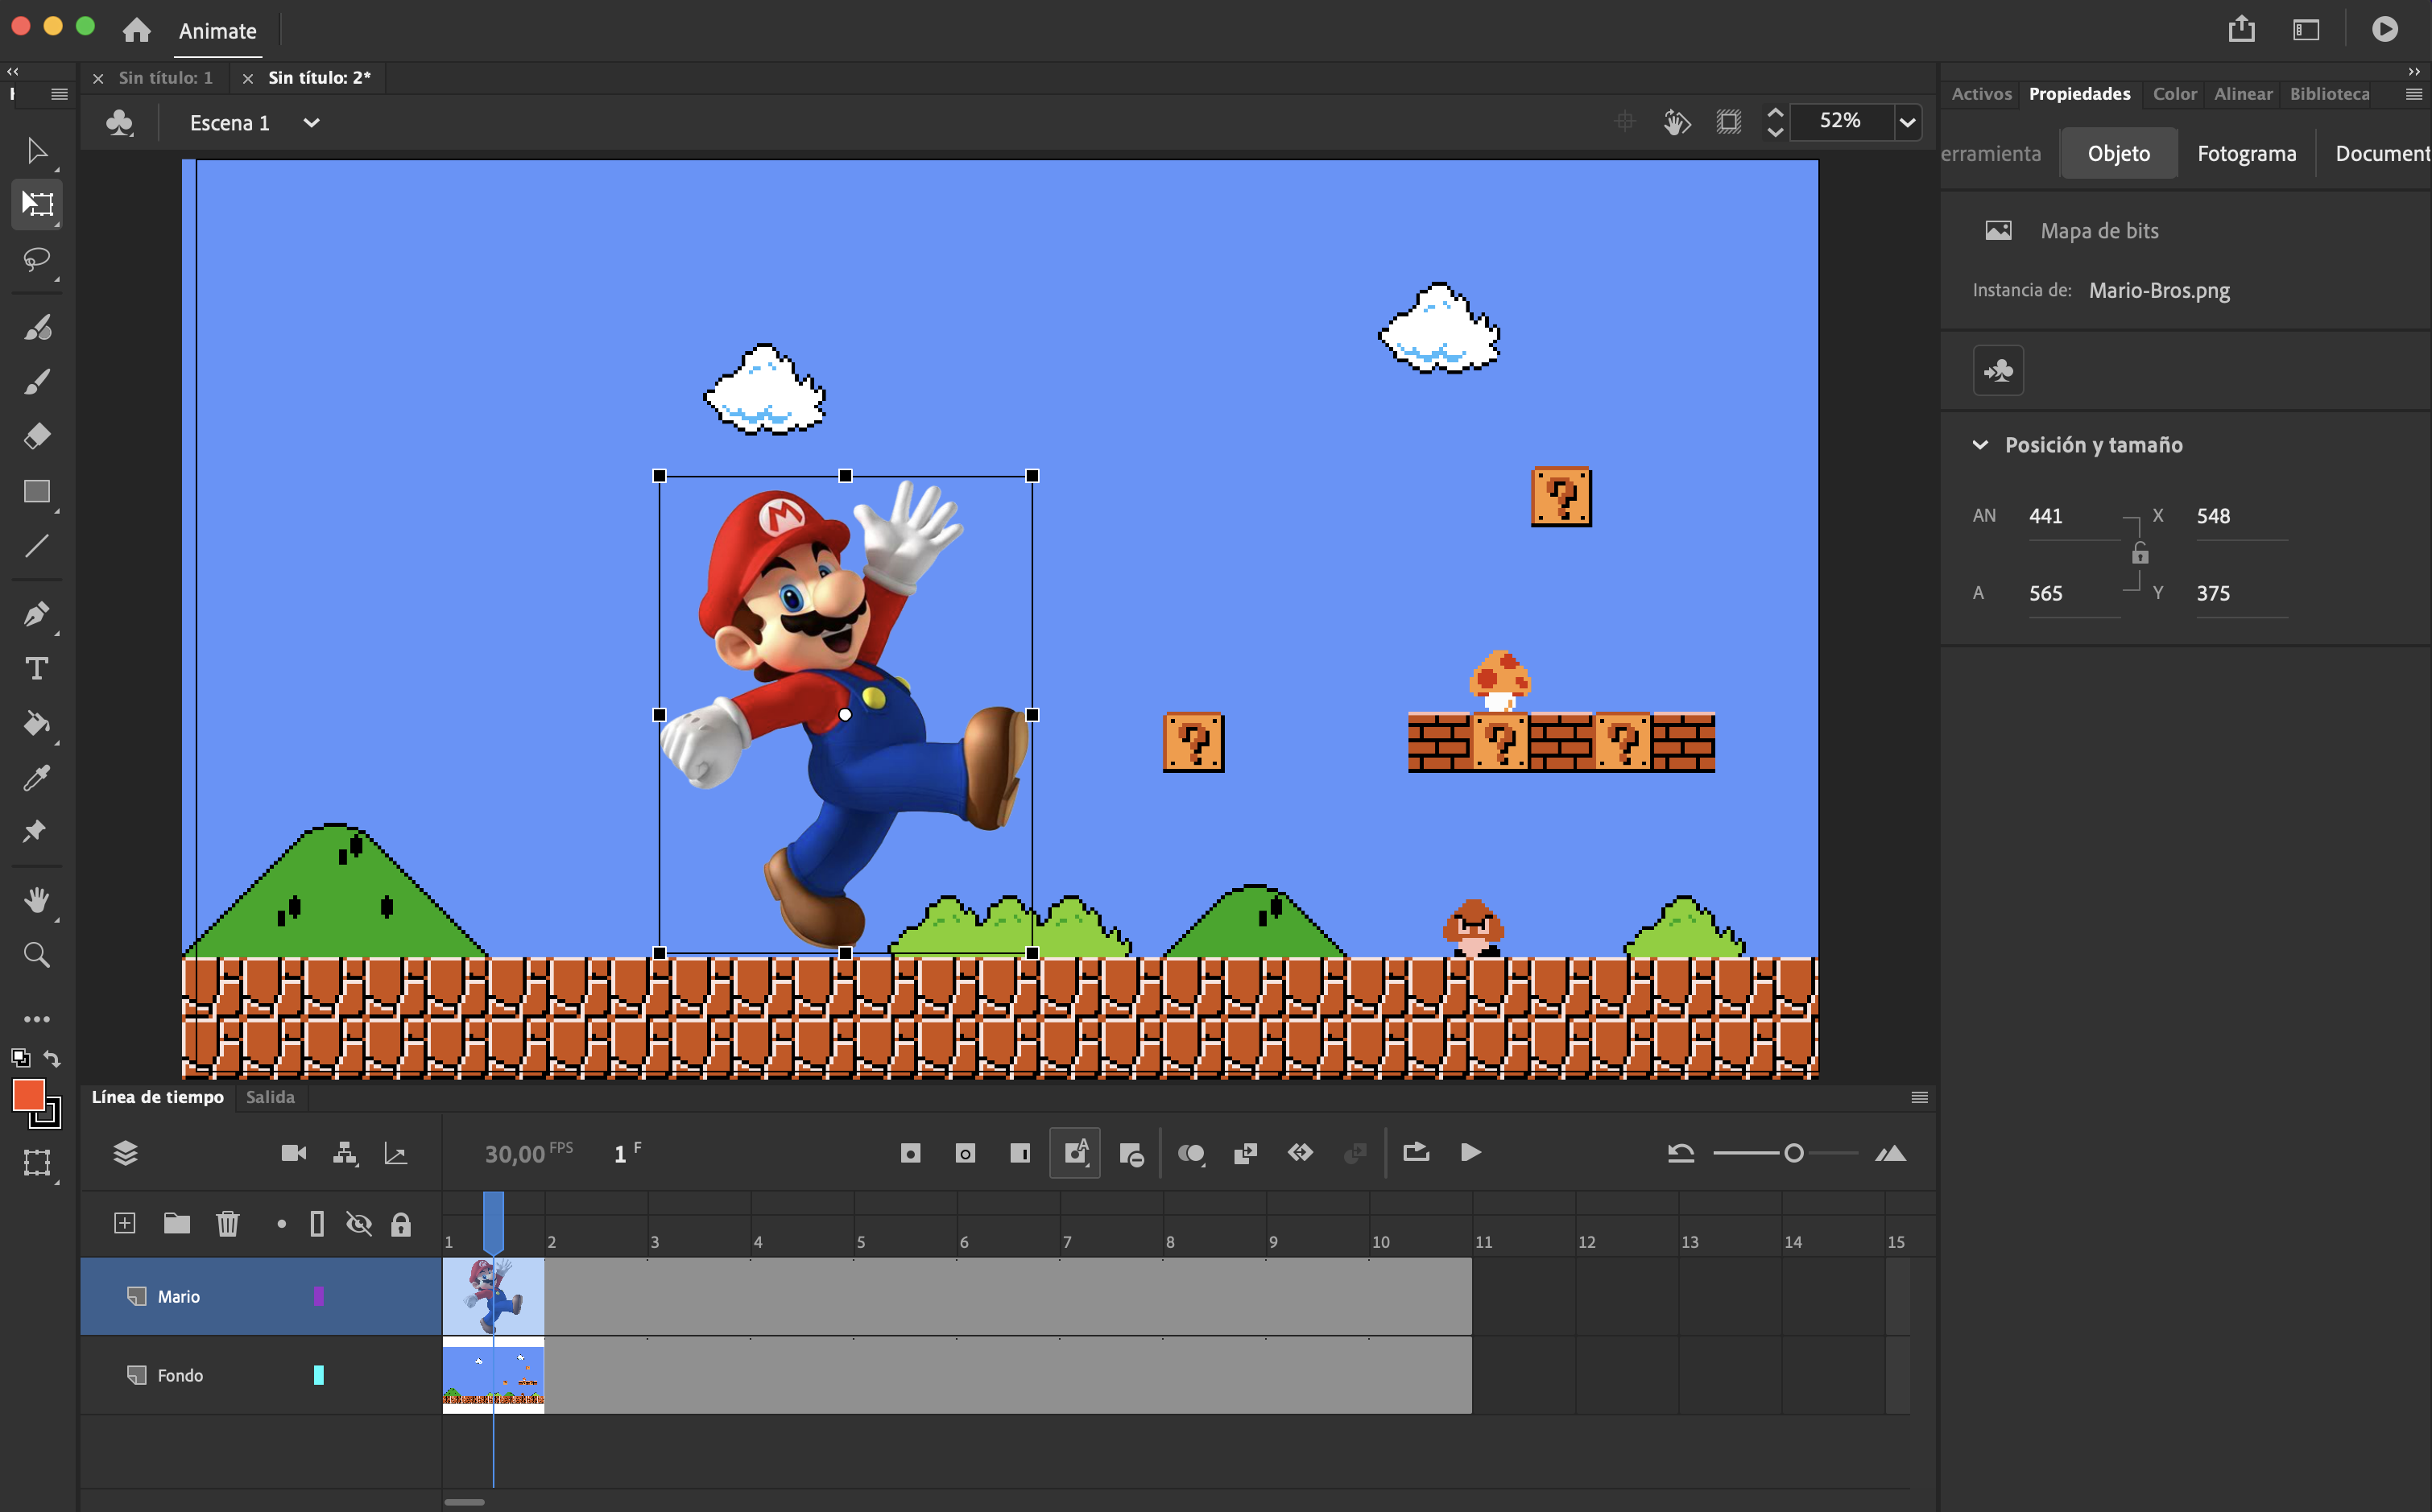 Animate
Sin título: 1
Sin título: 2*
Escena 1
52%
Activos
Propiedades
Color
Alinear
Biblioteca
erramienta
Objeto
Fotograma
Document
Mapa de bits
Instancia de: Mario-Bros.png
Posición y tamaño
AN 441 X 548
A 565 Y 375
M
?
?
? ?
Línea de tiempo
Salida
30,00 FPS
1 F
1 2 3 4 5 6 7 8 9 10 11 12 13 14 15
Mario
Fondo